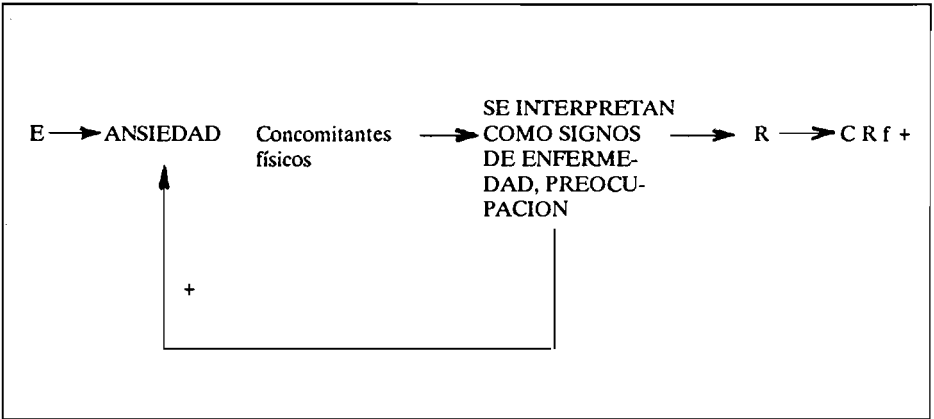 E ANSIEDAD Concomitantes
físicos
SE INTERPRETAN
COMO SIGNOS
DE ENFERME-
DAD, PREOCU-
PACION
R C R f +
+